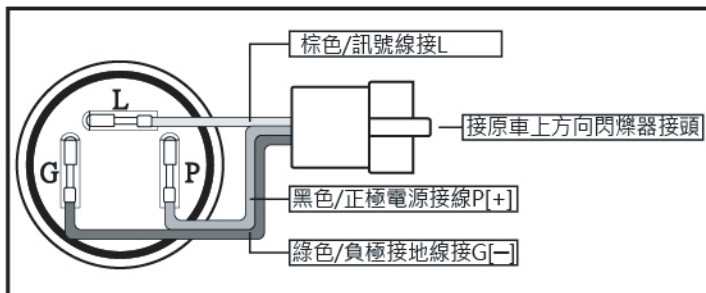 棕色/訊號線接L
L
接原車上方向閃爍器接頭
G
P
黑色/正極電源接線P[+]
綠色/負極接地線接G[—]